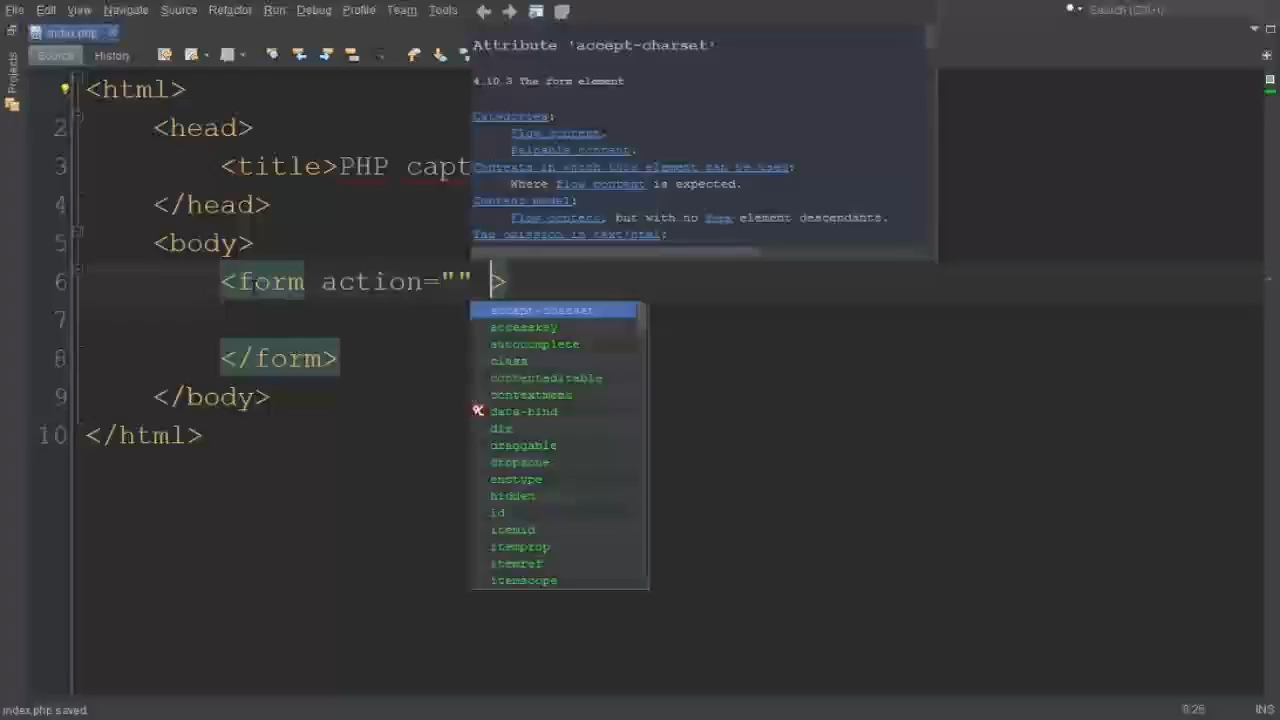 File Edit View Navigate Source Refactor Run Debug Profile Team Tools
Search (Ctrl+I)
index.php
Source History
Projects
Attribute 'accept-charset'
4.10.3 The form element
Categories:
Flow content.
Palpable content.
Contexts in which this element can be used:
Where flow content is expected.
Content model:
Flow content, but with no form element descendants.
Tag omission in text/html:
<html>
2 <head>
3 <title>PHP capt
4 </head>
5 <body>
6 <form action="" >
7
8 </form>
9 </body>
10 </html>
accept-charset
accesskey
autocomplete
class
contenteditable
contextmenu
data-bind
dir
draggable
dropzone
enctype
hidden
id
itemid
itemprop
itemref
itemscope
index.php saved.
6:26 INS